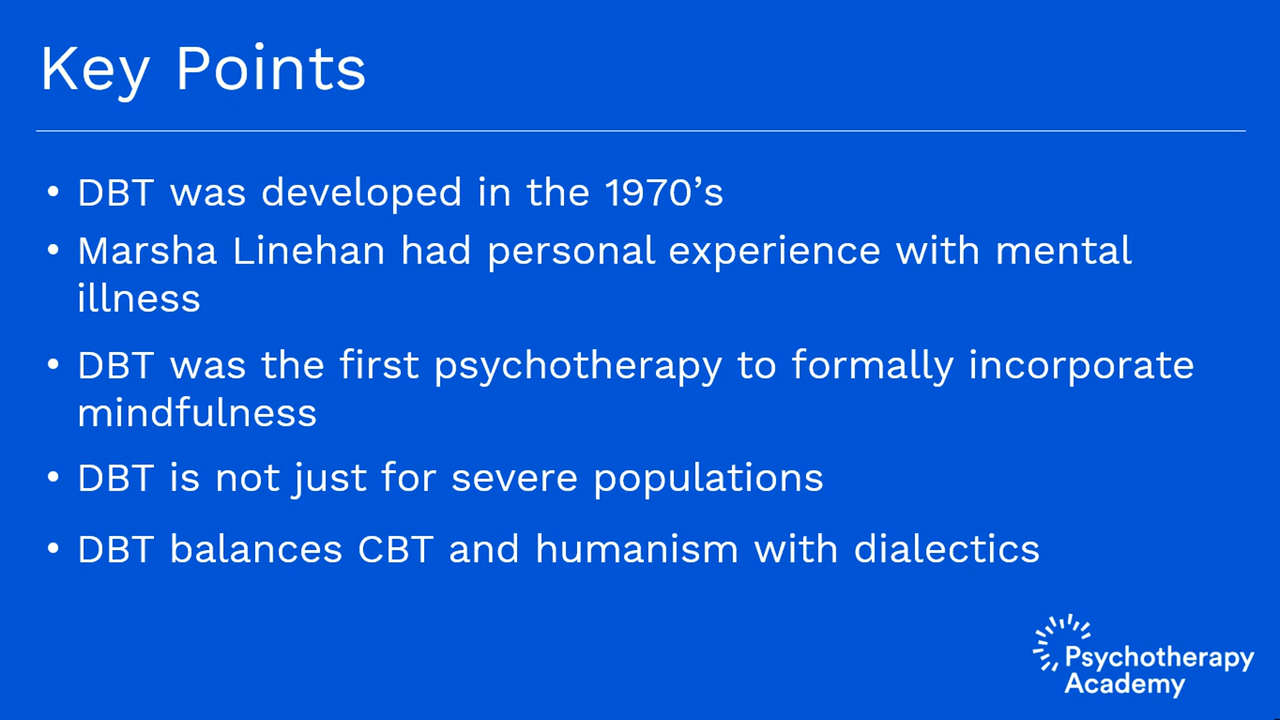 Key Points
• DBT was developed in the 1970’s
• Marsha Linehan had personal experience with mental
illness
• DBT was the first psychotherapy to formally incorporate
mindfulness
• DBT is not just for severe populations
• DBT balances CBT and humanism with dialectics
Psychotherapy
Academy